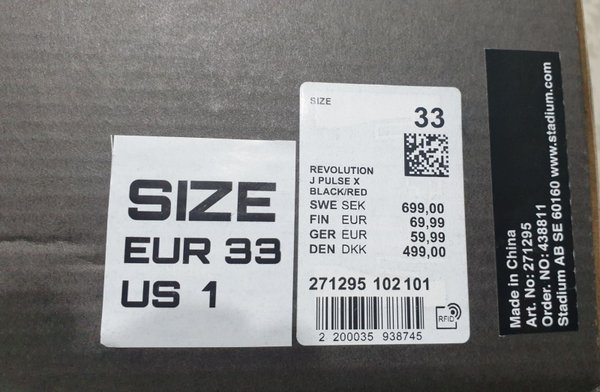 SIZE
EUR 33
US 1
SIZE
33
REVOLUTION
J PULSE X
BLACK/RED
SWE SEK 699,00
FIN EUR 69,99
GER EUR 59,99
DEN DKK 499,00
271295 102101
RFID
2 200035 938745
Made in China
Art. No: 271295
Order. NO: 438811
Stadium AB SE 60160 www.stadium.com